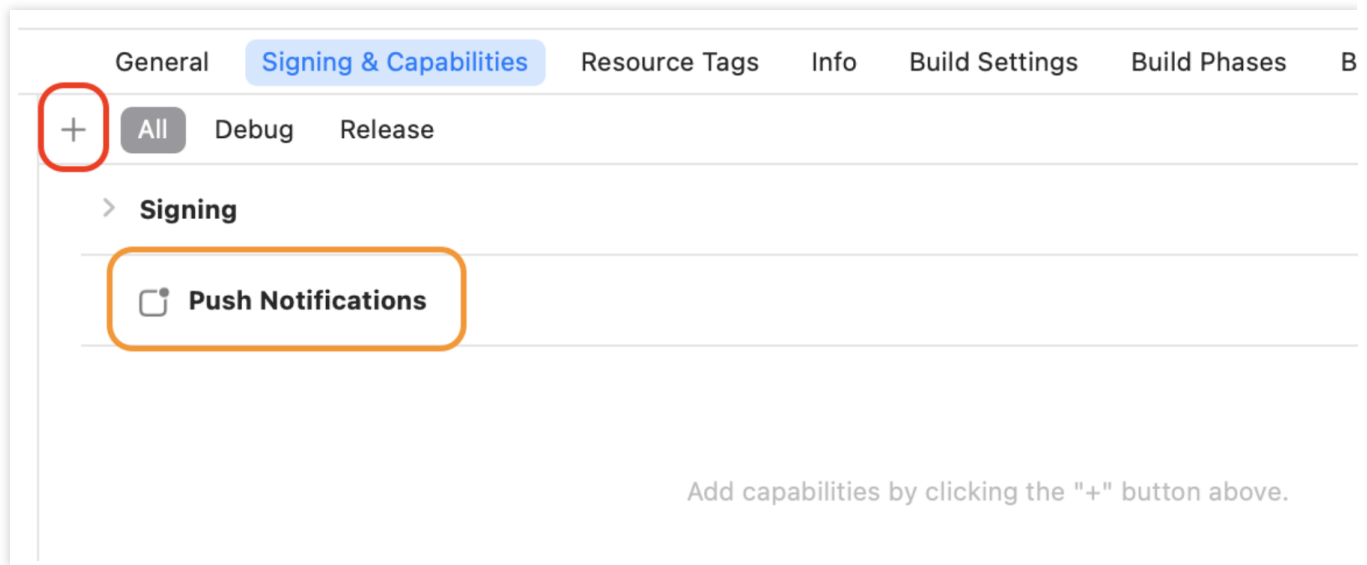 General Signing & Capabilities Resource Tags Info Build Settings Build Phases B
+ All Debug Release
Signing
Push Notifications
Add capabilities by clicking the "+" button above.